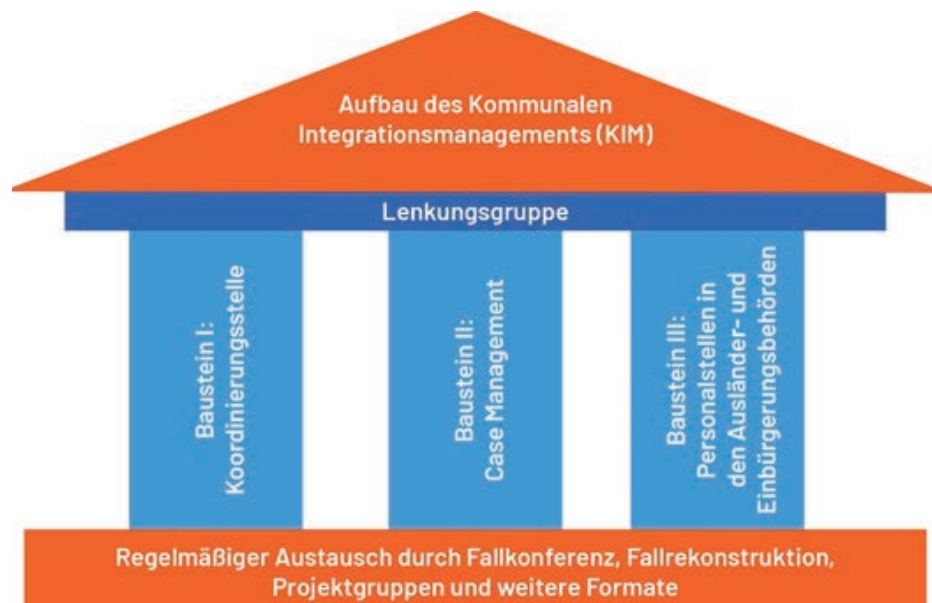 Aufbau des Kommunalen
Integrationsmanagements (KIM)
Lenkungsgruppe
Baustein I:
Koordinierungsstelle
Baustein II:
Case Management
Baustein III:
Personalstellen in
den Ausländer- und
Einbürgerungsbehörden
Regelmäßiger Austausch durch Fallkonferenz, Fallrekonstruktion,
Projektgruppen und weitere Formate